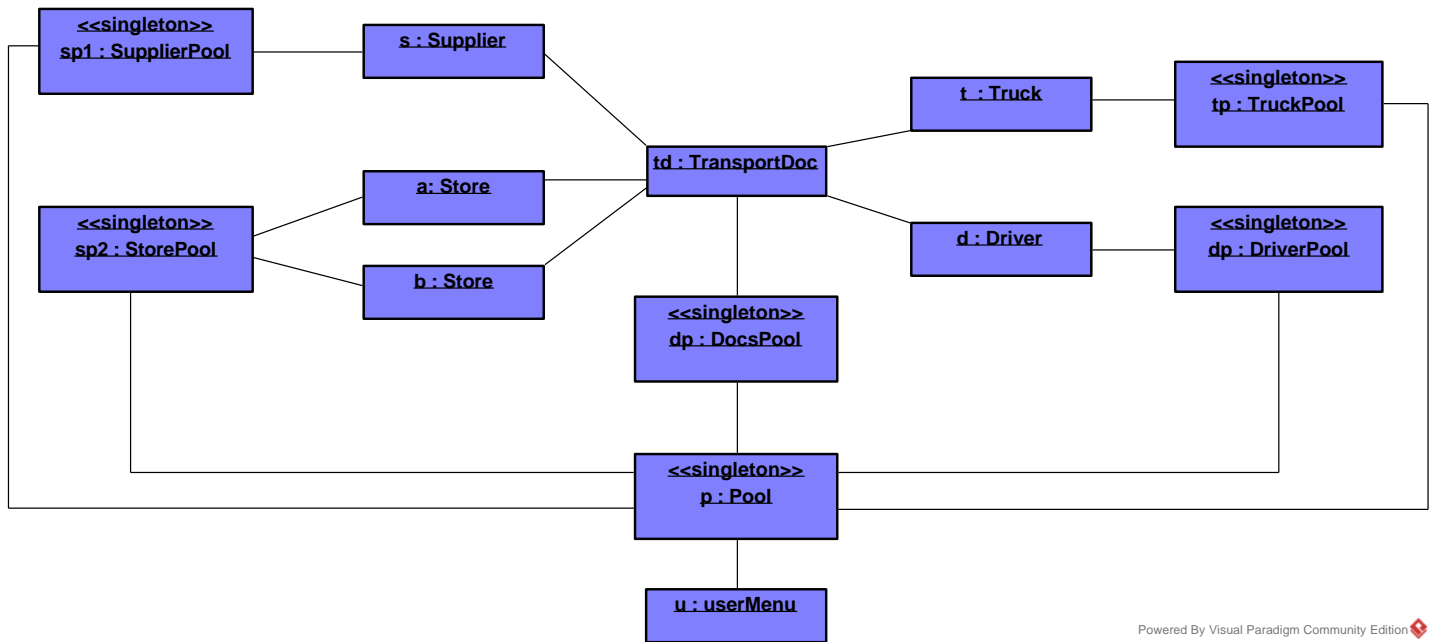 <<singleton>>
sp1 : SupplierPool
s : Supplier
t : Truck
<<singleton>>
tp : TruckPool
td : TransportDoc
a: Store
<<singleton>>
sp2 : StorePool
b : Store
d : Driver
<<singleton>>
dp : DriverPool
<<singleton>>
dp : DocsPool
<<singleton>>
p : Pool
u : userMenu
Powered By Visual Paradigm Community Edition